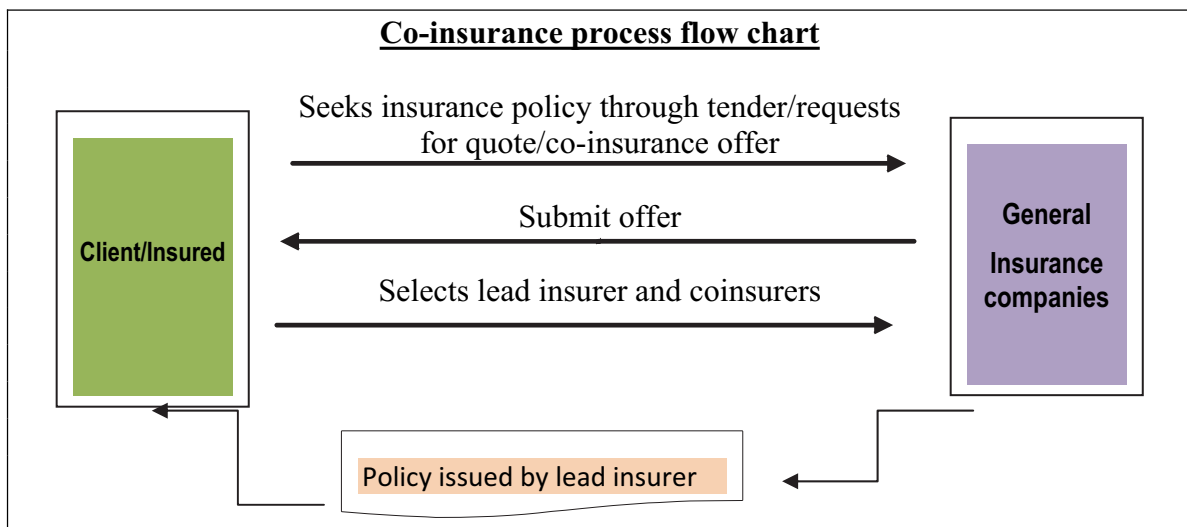 Co-insurance process flow chart
Seeks insurance policy through tender/requests
for quote/co-insurance offer
Submit offer
Selects lead insurer and coinsurers
Client/Insured
General
Insurance
companies
Policy issued by lead insurer